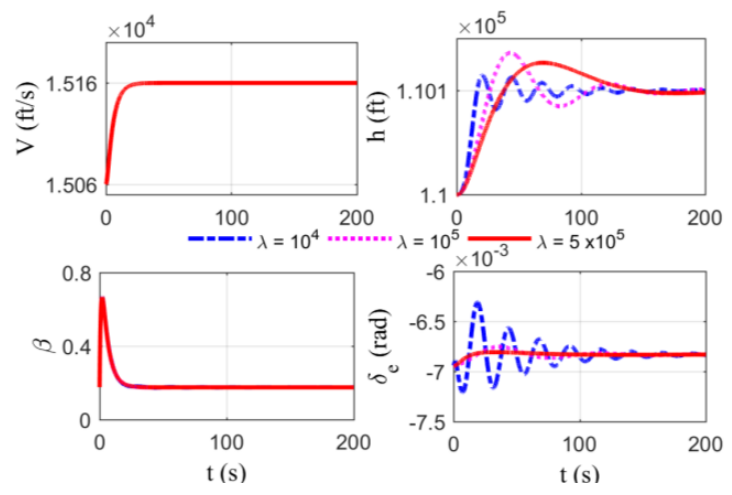 ×10⁴
V (ft/s)
1.516
1.506
0 100 200
×10⁵
h (ft)
1.101
1.1
0 100 200
λ = 10⁴ λ = 10⁵ λ = 5 x10⁵
β
0.8
0.4
0
0 100 200
t (s)
×10⁻³
δₑ (rad)
-6
-6.5
-7
-7.5
0 100 200
t (s)